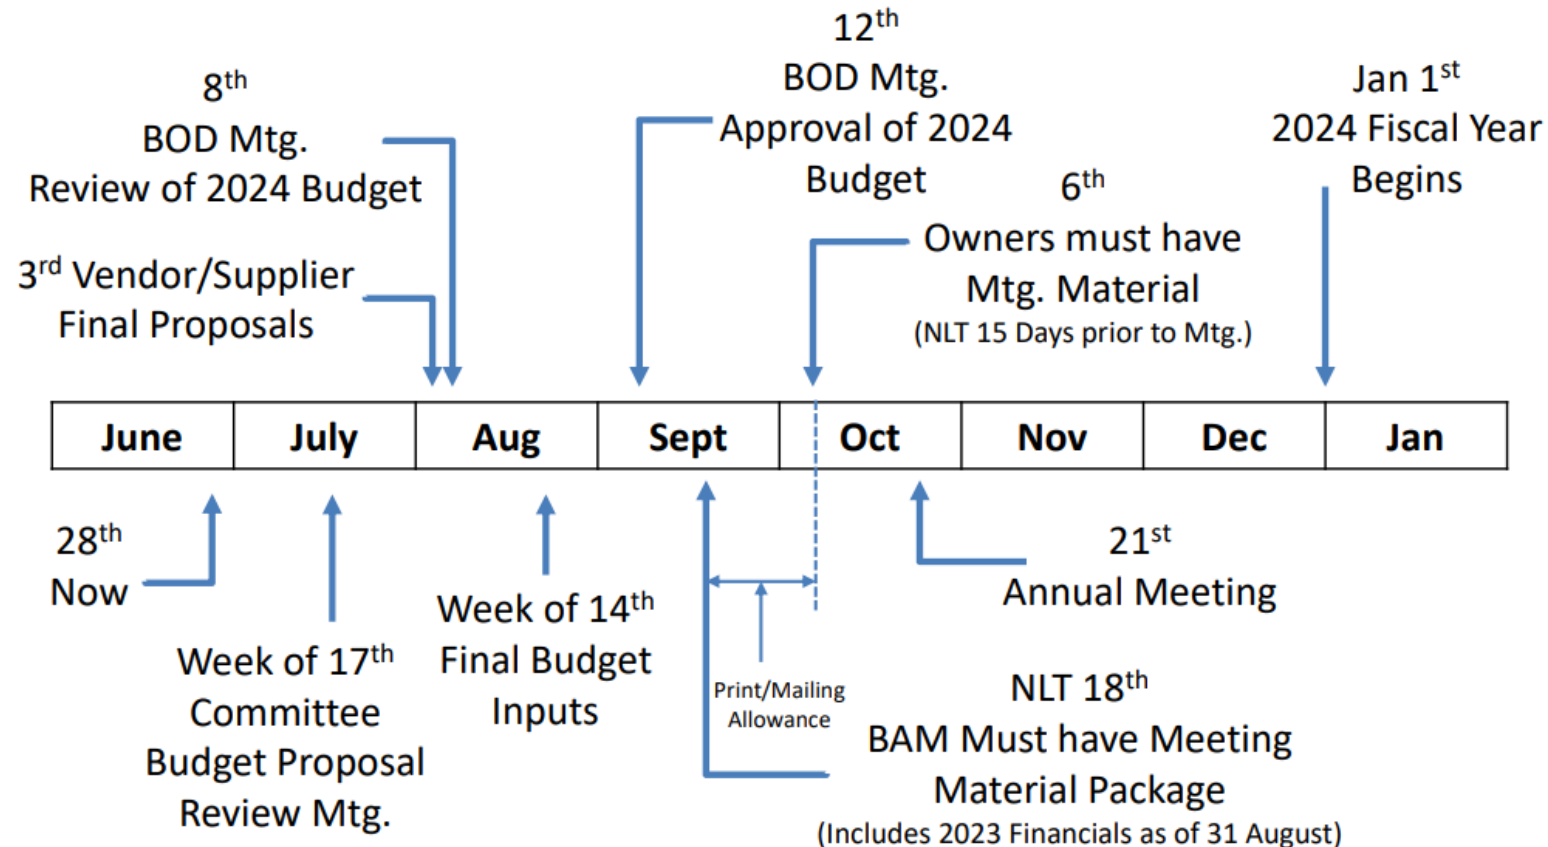 8th
BOD Mtg.
Review of 2024 Budget
3rd Vendor/Supplier
Final Proposals
12th
BOD Mtg.
Approval of 2024
Budget
6th
Owners must have
Mtg. Material
(NLT 15 Days prior to Mtg.)
Jan 1st
2024 Fiscal Year
Begins
June July Aug Sept Oct Nov Dec Jan
28th
Now
Week of 17th
Committee
Budget Proposal
Review Mtg.
Week of 14th
Final Budget
Inputs
Print/Mailing
Allowance
21st
Annual Meeting
NLT 18th
BAM Must have Meeting
Material Package
(Includes 2023 Financials as of 31 August)